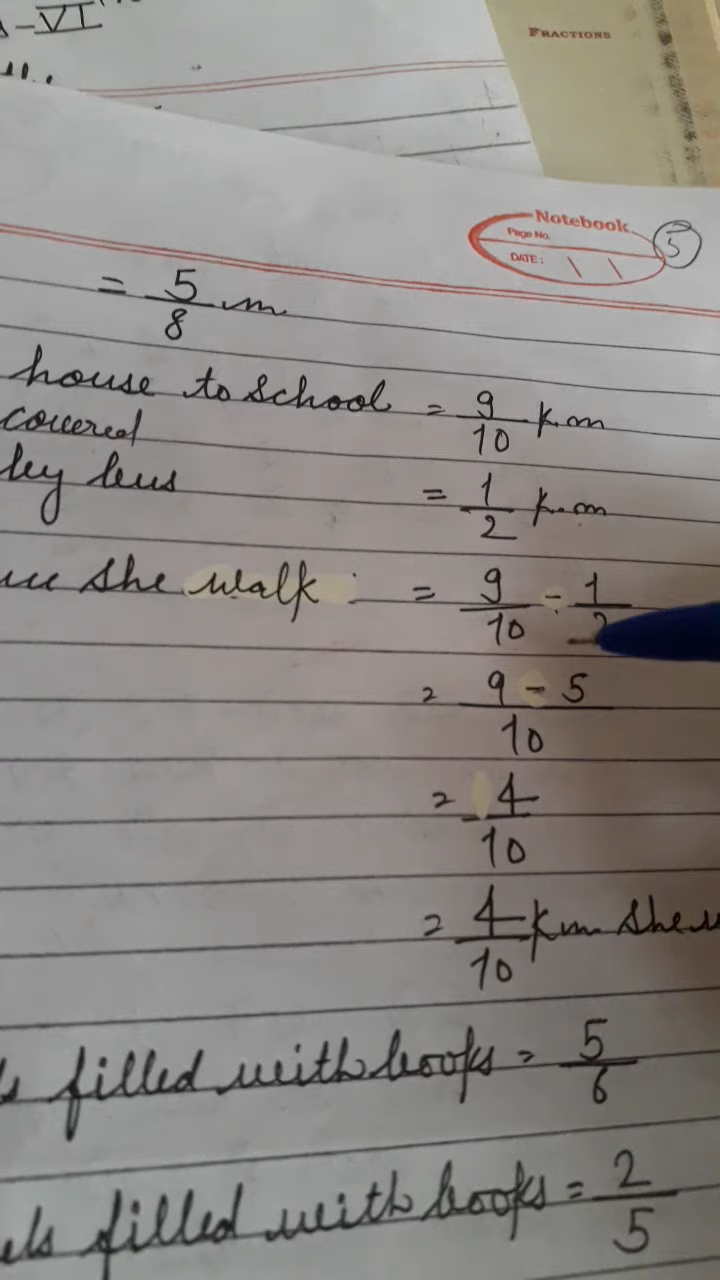 -VI
FRACTIONS
Notebook
Page No. 5
DATE: \ \
= 5/8 m
house to school = 9/10 km
covered
by bus = 1/2 k.m
she walk : = 9/10 - 1/2
= 9 - 5/10
= 4/10
= 4/10 km she
filled with books = 5/6
filled with books = 2/5